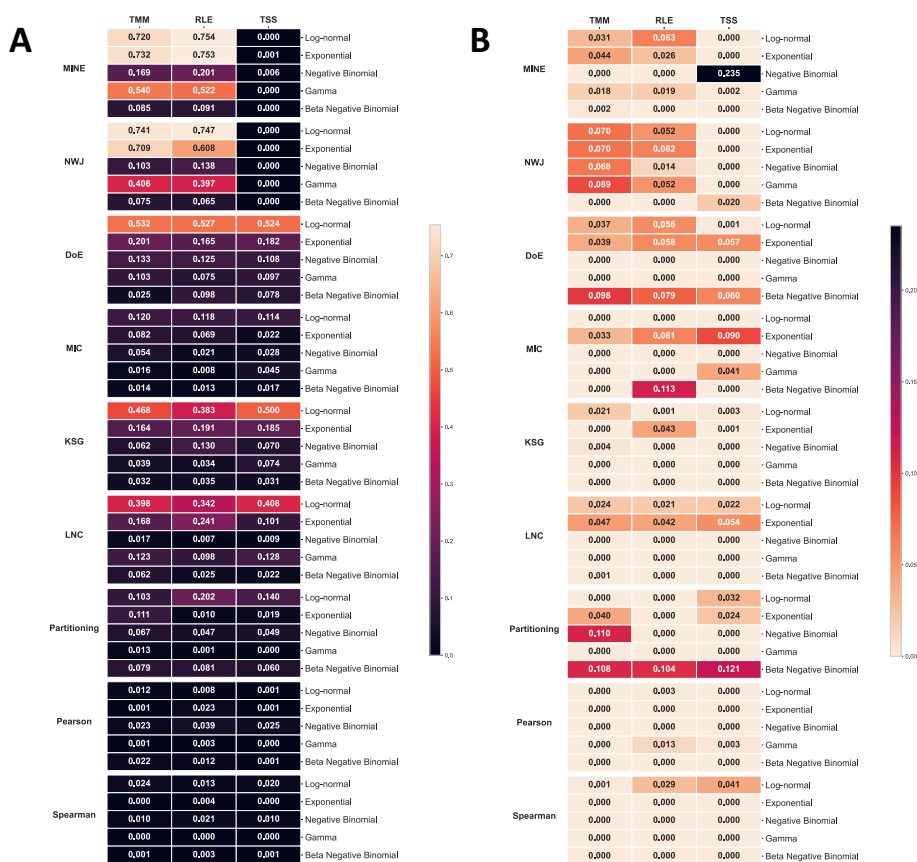 A
TMM RLE TSS
MINE
0.720 0.754 0.000 Log-normal
0.732 0.753 0.001 Exponential
0.169 0.201 0.006 Negative Binomial
0.540 0.522 0.000 Gamma
0.085 0.091 0.000 Beta Negative Binomial
NWJ
0.741 0.747 0.000 Log-normal
0.709 0.608 0.000 Exponential
0.103 0.138 0.000 Negative Binomial
0.406 0.397 0.000 Gamma
0.075 0.065 0.000 Beta Negative Binomial
DoE
0.532 0.527 0.524 Log-normal
0.201 0.165 0.182 Exponential
0.133 0.125 0.108 Negative Binomial
0.103 0.075 0.097 Gamma
0.025 0.098 0.078 Beta Negative Binomial
MIC
0.120 0.118 0.114 Log-normal
0.082 0.069 0.022 Exponential
0.054 0.021 0.028 Negative Binomial
0.016 0.008 0.045 Gamma
0.014 0.013 0.017 Beta Negative Binomial
KSG
0.468 0.383 0.500 Log-normal
0.164 0.191 0.185 Exponential
0.062 0.130 0.070 Negative Binomial
0.039 0.034 0.074 Gamma
0.032 0.035 0.031 Beta Negative Binomial
LNC
0.398 0.342 0.408 Log-normal
0.168 0.241 0.101 Exponential
0.017 0.007 0.009 Negative Binomial
0.123 0.098 0.128 Gamma
0.062 0.025 0.022 Beta Negative Binomial
Partitioning
0.103 0.202 0.140 Log-normal
0.111 0.010 0.019 Exponential
0.067 0.047 0.049 Negative Binomial
0.013 0.001 0.000 Gamma
0.079 0.081 0.060 Beta Negative Binomial
Pearson
0.012 0.008 0.001 Log-normal
0.001 0.023 0.001 Exponential
0.023 0.039 0.025 Negative Binomial
0.001 0.003 0.000 Gamma
0.022 0.012 0.001 Beta Negative Binomial
Spearman
0.024 0.013 0.020 Log-normal
0.000 0.004 0.000 Exponential
0.010 0.021 0.010 Negative Binomial
0.000 0.000 0.000 Gamma
0.001 0.003 0.001 Beta Negative Binomial
0.7
0.6
0.5
0.4
0.3
0.2
0.1
0.0
B
TMM RLE TSS
MINE
0.031 0.063 0.000 Log-normal
0.044 0.026 0.000 Exponential
0.000 0.000 0.235 Negative Binomial
0.018 0.019 0.002 Gamma
0.002 0.000 0.000 Beta Negative Binomial
NWJ
0.070 0.052 0.000 Log-normal
0.070 0.062 0.000 Exponential
0.068 0.014 0.000 Negative Binomial
0.089 0.052 0.000 Gamma
0.000 0.000 0.020 Beta Negative Binomial
DoE
0.037 0.056 0.001 Log-normal
0.039 0.058 0.057 Exponential
0.000 0.000 0.000 Negative Binomial
0.000 0.000 0.000 Gamma
0.098 0.079 0.060 Beta Negative Binomial
MIC
0.000 0.000 0.000 Log-normal
0.033 0.061 0.090 Exponential
0.000 0.000 0.000 Negative Binomial
0.000 0.000 0.041 Gamma
0.000 0.113 0.000 Beta Negative Binomial
KSG
0.021 0.001 0.003 Log-normal
0.000 0.043 0.001 Exponential
0.004 0.000 0.000 Negative Binomial
0.000 0.000 0.000 Gamma
0.000 0.000 0.000 Beta Negative Binomial
LNC
0.024 0.021 0.022 Log-normal
0.047 0.042 0.054 Exponential
0.000 0.000 0.000 Negative Binomial
0.000 0.000 0.000 Gamma
0.001 0.000 0.000 Beta Negative Binomial
Partitioning
0.000 0.000 0.032 Log-normal
0.040 0.000 0.024 Exponential
0.110 0.000 0.000 Negative Binomial
0.000 0.000 0.000 Gamma
0.108 0.104 0.121 Beta Negative Binomial
Pearson
0.000 0.003 0.000 Log-normal
0.000 0.000 0.000 Exponential
0.000 0.000 0.000 Negative Binomial
0.000 0.013 0.003 Gamma
0.000 0.000 0.000 Beta Negative Binomial
Spearman
0.001 0.029 0.041 Log-normal
0.000 0.000 0.000 Exponential
0.000 0.000 0.000 Negative Binomial
0.000 0.000 0.000 Gamma
0.000 0.000 0.000 Beta Negative Binomial
0,20
0,15
0,10
0,05
0,00